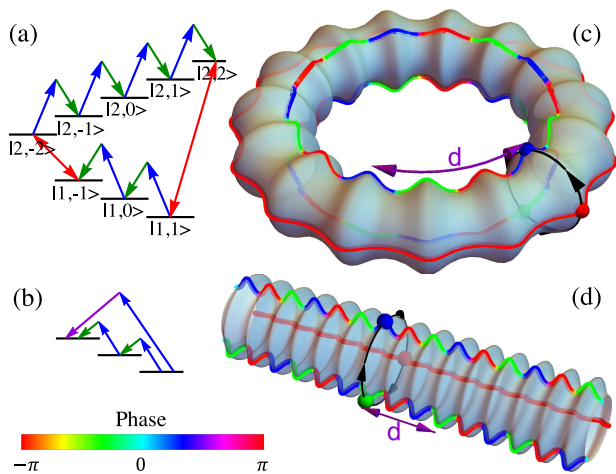 (a)
|2,2>
|2,1>
|2,0>
|2,-1>
|2,-2>
|1,-1>
|1,0>
|1,1>
(c)
d
(b)
(d)
d
Phase
−π 0 π